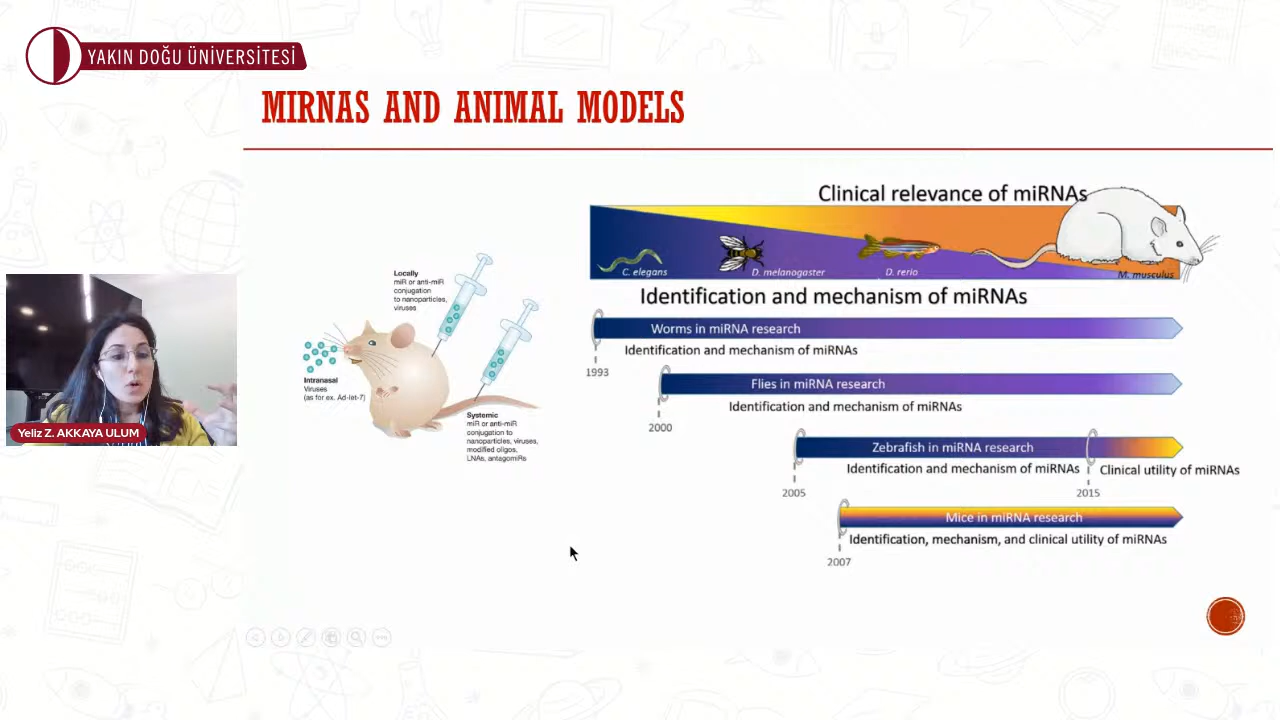 YAKIN DOĞU ÜNİVERSİTESİ
MIRNAS AND ANIMAL MODELS
Yeliz Z. AKKAYA ULUM
Locally
miR or anti-miR
conjugation
to nanoparticles,
viruses
Intranasal
Viruses
(as for ex. Ad-let-7)
Systemic
miR or anti-miR
conjugation to
nanoparticles, viruses,
modified oligos,
LNAs, antagomiRs
Clinical relevance of miRNAs
C. elegans
D. melanogaster
D. rerio
M. musculus
Identification and mechanism of miRNAs
Worms in miRNA research
Identification and mechanism of miRNAs
1993
Flies in miRNA research
Identification and mechanism of miRNAs
2000
Zebrafish in miRNA research
Identification and mechanism of miRNAs
Clinical utility of miRNAs
2005
2015
Mice in miRNA research
Identification, mechanism, and clinical utility of miRNAs
2007